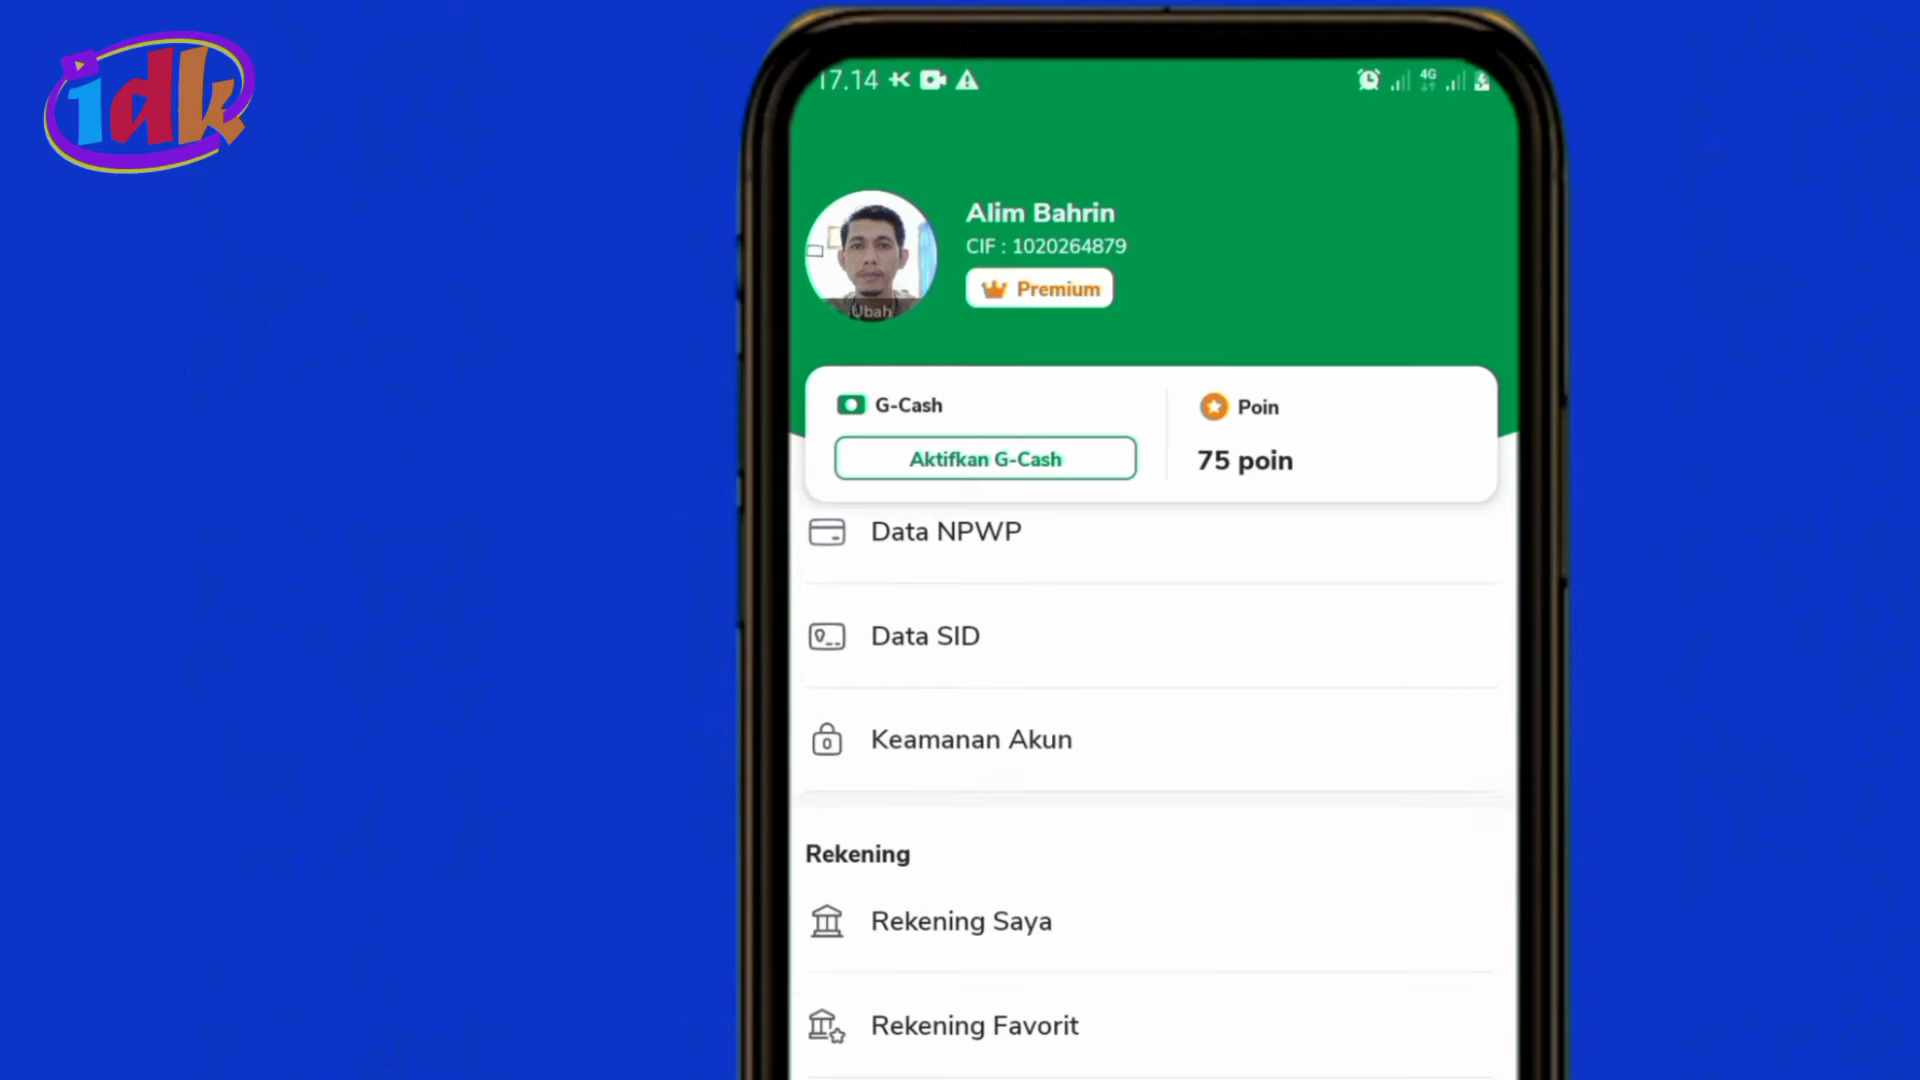 idk
17.14
4G
Alim Bahrin
CIF : 1020264879
Premium
Ubah
G-Cash
Poin
Aktifkan G-Cash
75 poin
Data NPWP
Data SID
Keamanan Akun
Rekening
Rekening Saya
Rekening Favorit